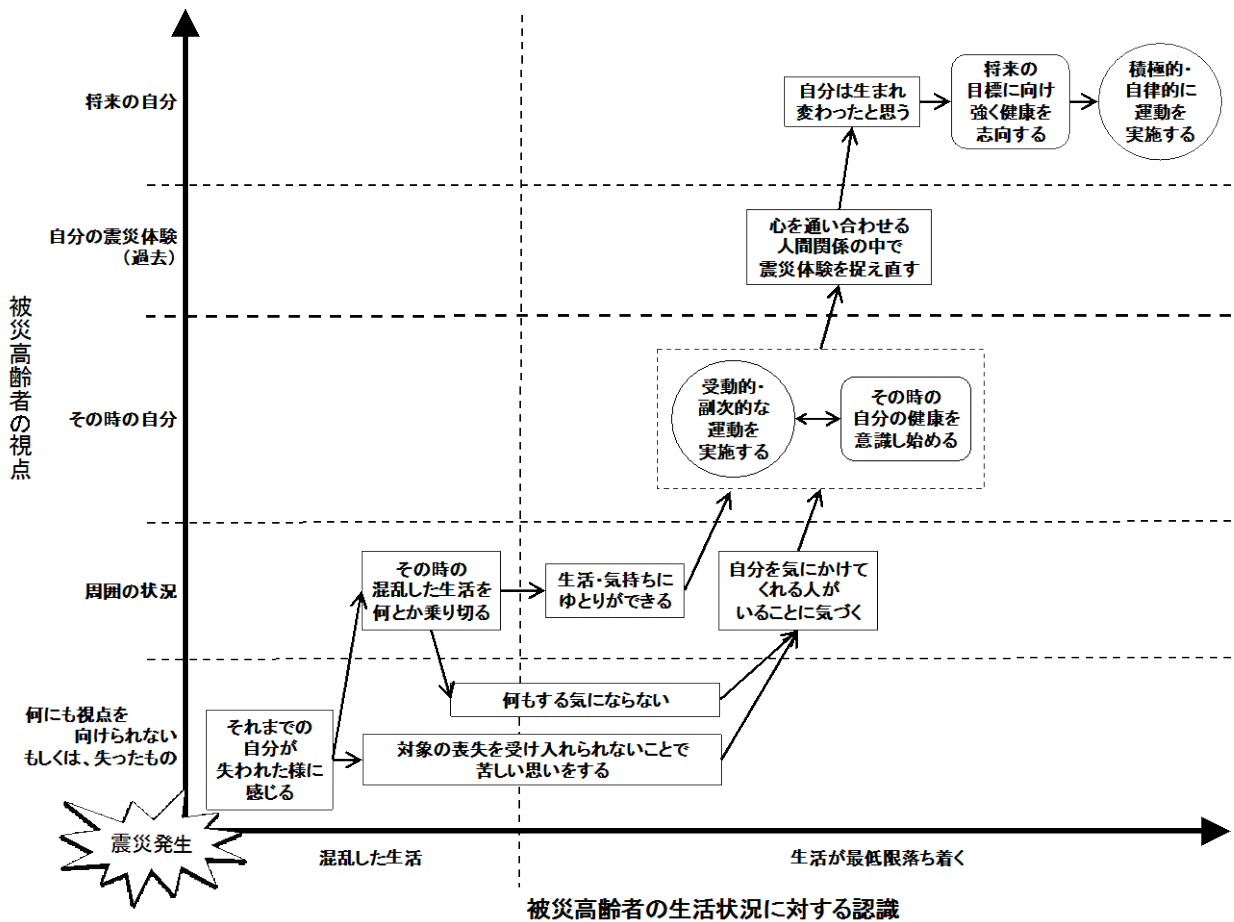 将来の自分
自分は生まれ
変わったと思う
将来の
目標に向け
強く健康を
志向する
積極的・
自律的に
運動を
実施する
自分の震災体験
（過去）
心を通い合わせる
人間関係の中で
震災体験を捉え直す
被災高齢者の視点
その時の自分
受動的・
副次的な
運動を
実施する
その時の
自分の健康を
意識し始める
周囲の状況
その時の
混乱した生活を
何とか乗り切る
生活・気持ちに
ゆとりができる
自分を気にかけて
くれる人が
いることに気づく
何にも視点を
向けられない
もしくは、失ったもの
それまでの
自分が
失われた様に
感じる
何もする気にならない
対象の喪失を受け入れられないことで
苦しい思いをする
震災発生
混乱した生活
生活が最低限落ち着く
被災高齢者の生活状況に対する認識